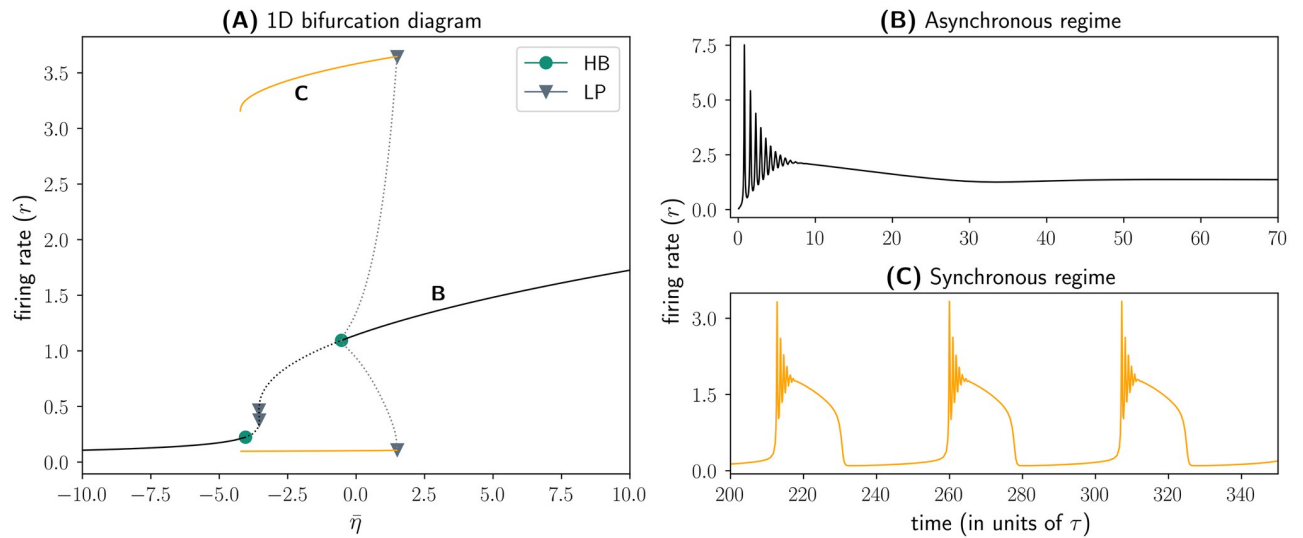 (A) 1D bifurcation diagram
firing rate (r)
3.5
3.0
2.5
2.0
1.5
1.0
0.5
0.0
C
B
HB
LP
−10.0 −7.5 −5.0 −2.5 0.0 2.5 5.0 7.5 10.0
η̄
(B) Asynchronous regime
7.5
5.0
2.5
0.0
0 10 20 30 40 50 60 70
firing rate (r)
(C) Synchronous regime
3.0
1.5
0.0
200 220 240 260 280 300 320 340
time (in units of τ)